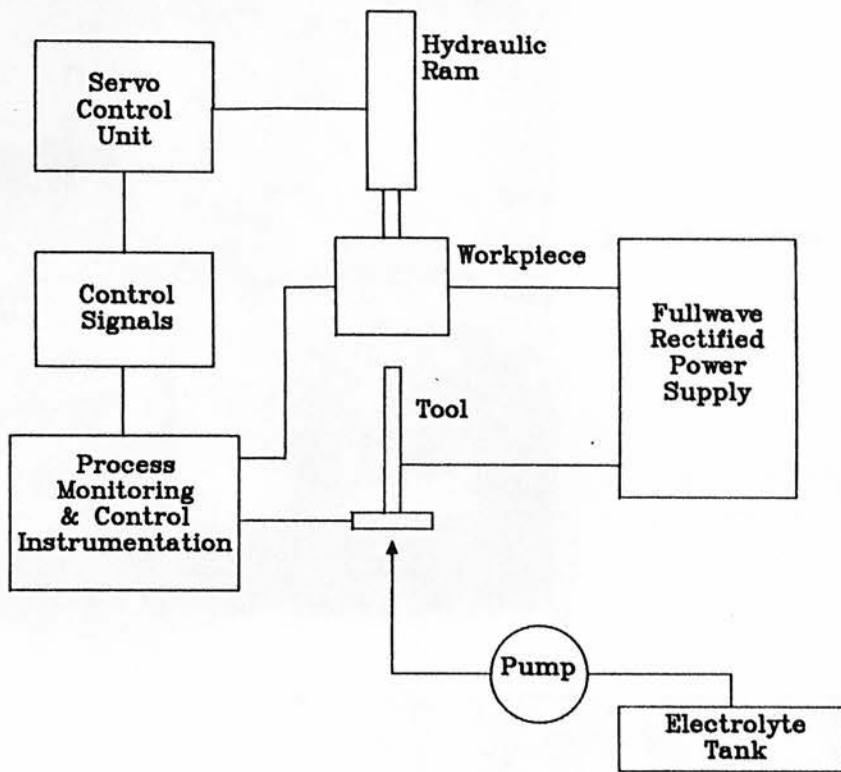 Hydraulic
Ram
Servo
Control
Unit
Workpiece
Control
Signals
Fullwave
Rectified
Power
Supply
Tool
Process
Monitoring
& Control
Instrumentation
Pump
Electrolyte
Tank